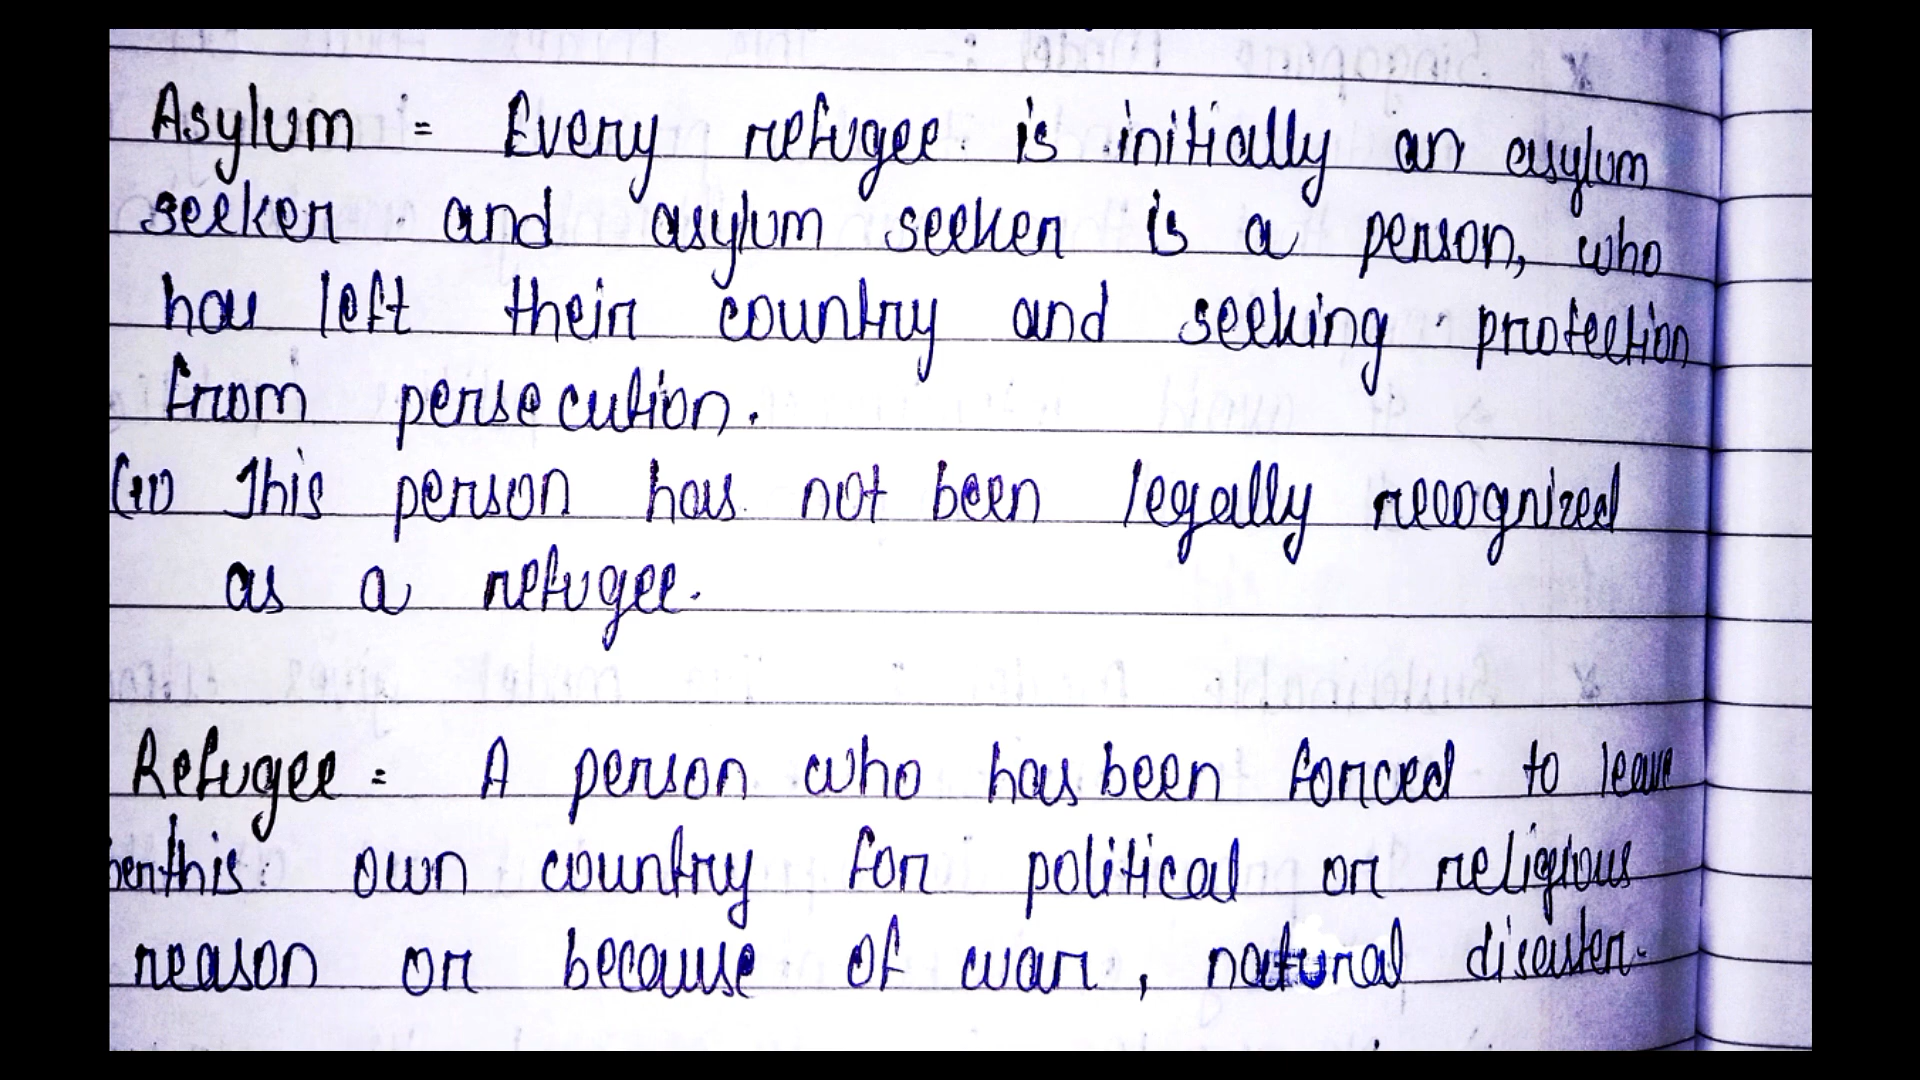 Asylum = Every refugee is initially an asylum
seeker and asylum seeker is a person, who
has left their country and seeking protection
from persecution.
(ii) This person has not been legally recognized
as a refugee.
Refugee = A person who has been forced to leave
her/his own country for political or religious
reason or because of war, natural disaster.